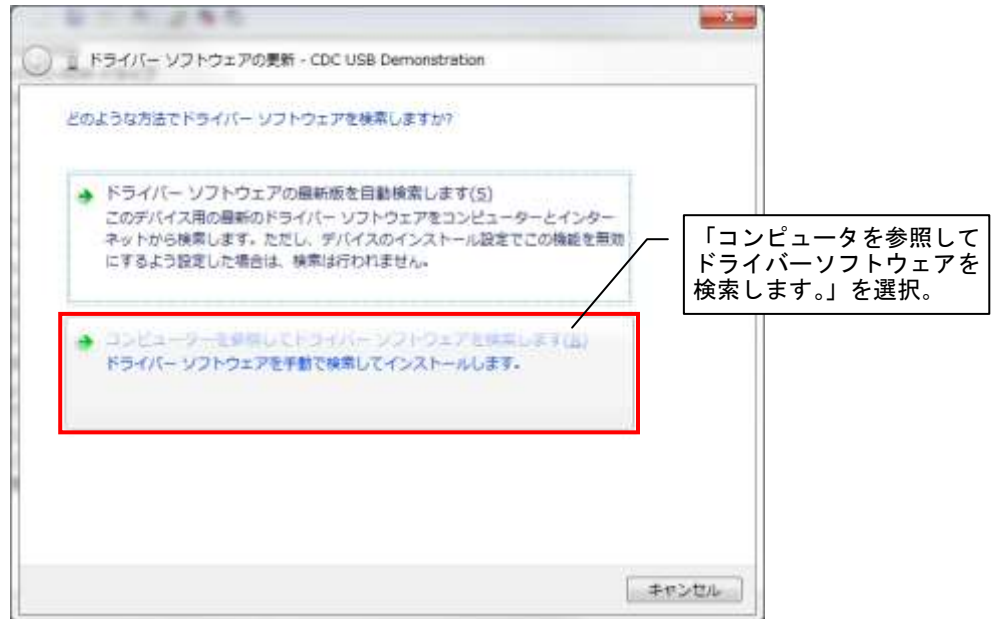 ドライバー ソフトウェアの更新 - CDC USB Demonstration
どのような方法でドライバー ソフトウェアを検索しますか?
ドライバー ソフトウェアの最新版を自動検索します(S)
このデバイス用の最新のドライバー ソフトウェアをコンピューターとインター
ネットから検索します。ただし、デバイスのインストール設定でこの機能を無効
にするよう設定した場合は、検索は行われません。
コンピューターを参照してドライバー ソフトウェアを検索します(R)
ドライバー ソフトウェアを手動で検索してインストールします。
「コンピュータを参照して
ドライバーソフトウェアを
検索します。」を選択。
キャンセル